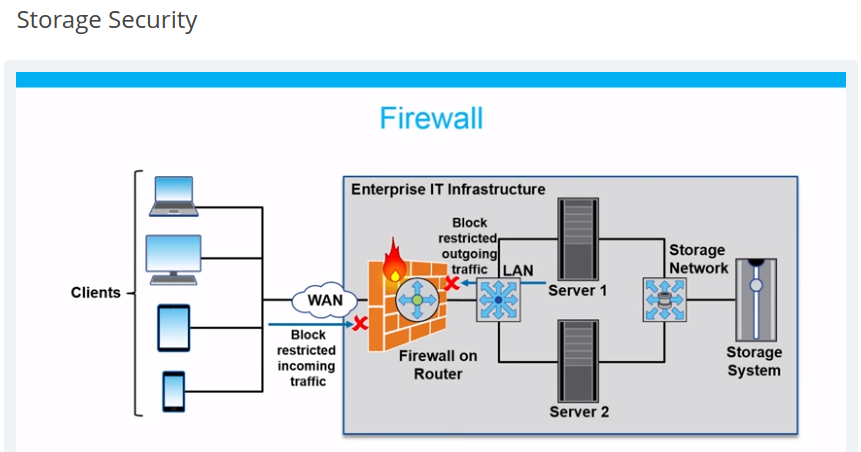 Storage Security
Firewall
Enterprise IT Infrastructure
Block
restricted
outgoing
traffic
LAN
Storage
Network
Server 1
Clients
WAN
Block
restricted
incoming
traffic
Firewall on
Router
Storage
System
Server 2